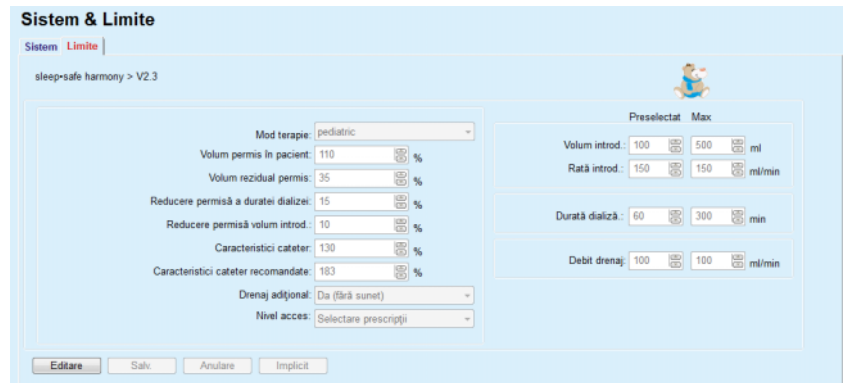 Sistem & Limite
Sistem Limite
sleep•safe harmony > V2.3
Mod terapie: pediatric
Volum permis în pacient: 110 %
Volum rezidual permis: 35 %
Reducere permisă a duratei dializei: 15 %
Reducere permisă volum introd.: 10 %
Caracteristici cateter: 130 %
Caracteristici cateter recomandate: 183 %
Drenaj adiţional: Da (fără sunet)
Nivel acces: Selectare prescripţii
Preselectat Max
Volum introd.: 100 500 ml
Rată introd.: 150 150 ml/min
Durată dializă.: 60 300 min
Debit drenaj: 100 100 ml/min
Editare Salv. Anulare Implicit